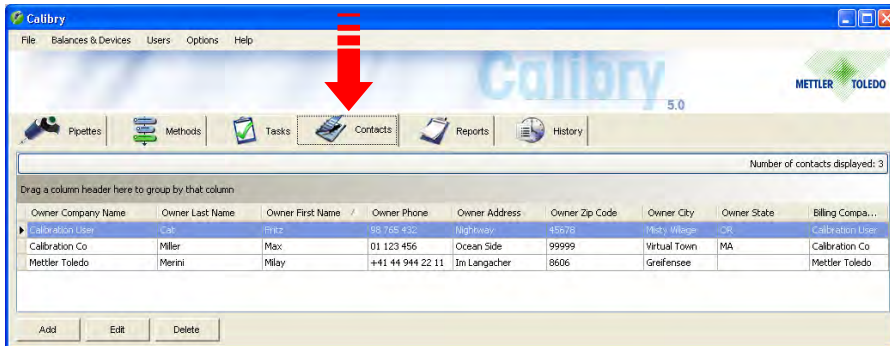 Calibry
File Balances & Devices Users Options Help
Calibry 5.0
METTLER TOLEDO
Pipettes Methods Tasks Contacts Reports History
Number of contacts displayed: 3
Drag a column header here to group by that column
Owner Company Name Owner Last Name Owner First Name / Owner Phone Owner Address Owner Zip Code Owner City Owner State Billing Compa...
Calibration User Cat Fritz 98 765 432 Nightway 45678 Misty Village CR Calibration User
Calibration Co Miller Max 01 123 456 Ocean Side 99999 Virtual Town MA Calibration Co
Mettler Toledo Merini Milay +41 44 944 22 11 Im Langacher 8606 Greifensee Mettler Toledo
Add Edit Delete